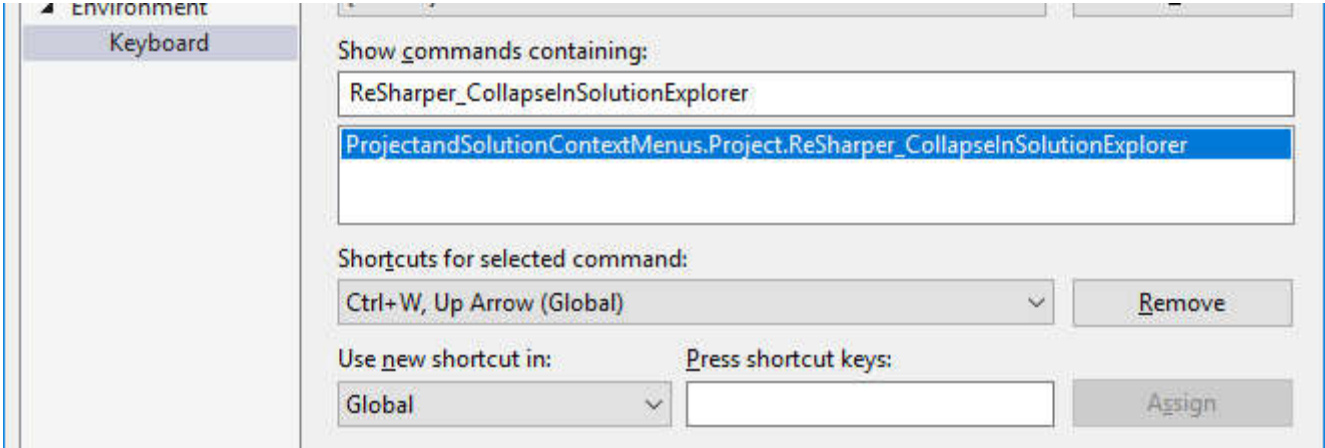 Environment
Keyboard
Show commands containing:
ReSharper_CollapseInSolutionExplorer
ProjectandSolutionContextMenus.Project.ReSharper_CollapseInSolutionExplorer
Shortcuts for selected command:
Ctrl+W, Up Arrow (Global)
Remove
Use new shortcut in:
Press shortcut keys:
Global
Assign